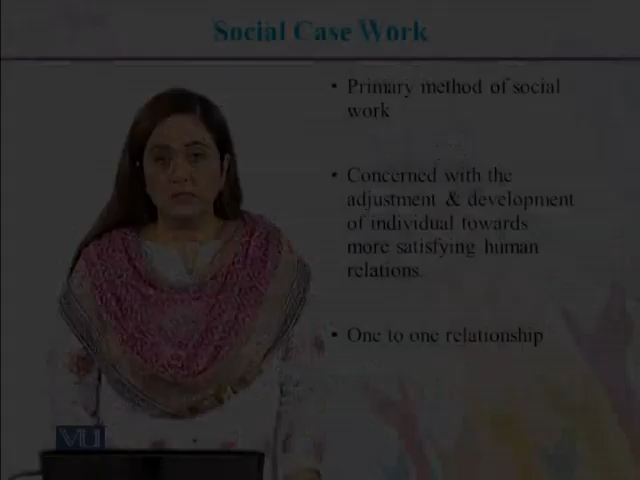 Social Case Work
• Primary method of social
work
• Concerned with the
adjustment & development
of individual towards
more satisfying human
relations.
• One to one relationship
VU